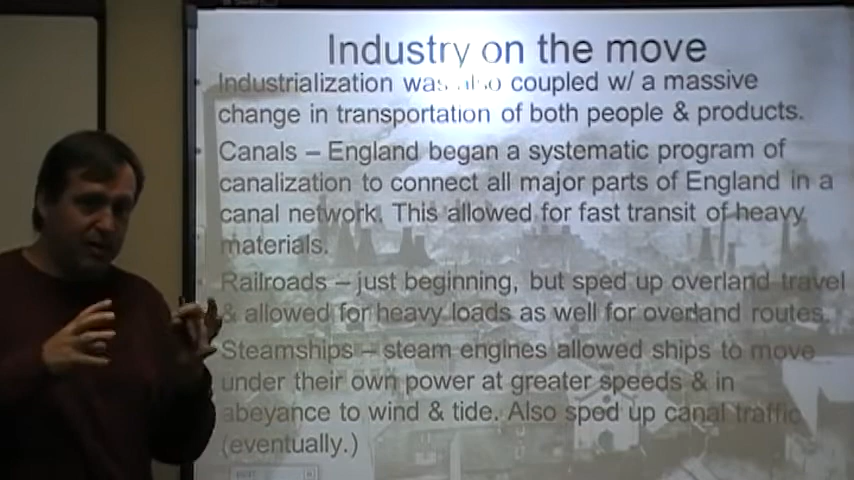 Industry on the move
Industrialization was also coupled w/ a massive
change in transportation of both people & products.
Canals – England began a systematic program of
canalization to connect all major parts of England in a
canal network. This allowed for fast transit of heavy
materials.
Railroads – just beginning, but sped up overland travel
& allowed for heavy loads as well for overland routes.
Steamships – steam engines allowed ships to move
under their own power at greater speeds & in
abeyance to wind & tide. Also sped up canal traffic
(eventually.)